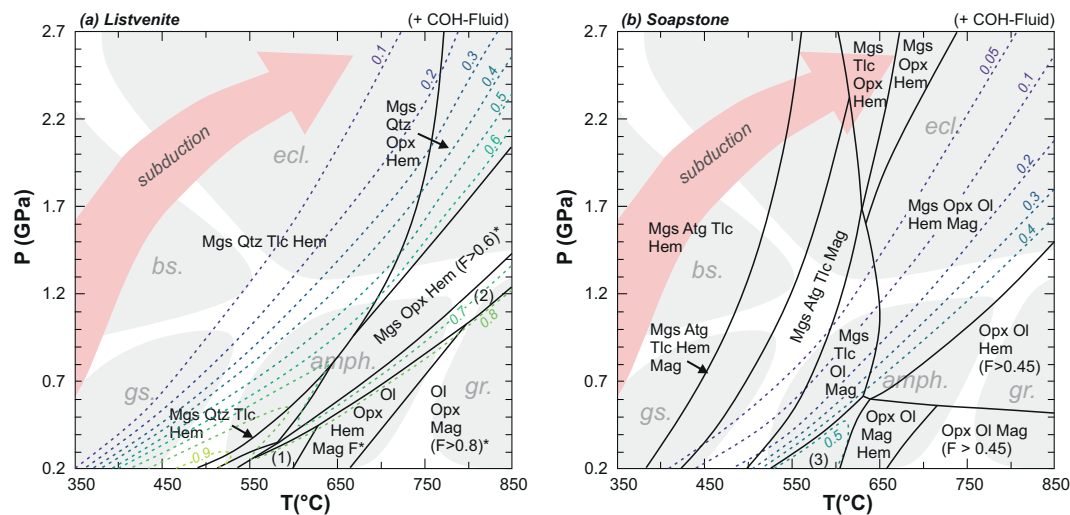 (a) Listvenite
(+ COH-Fluid)
P (GPa)
2.7
2.2
1.7
1.2
0.7
0.2
350
450
550
650
750
850
T(°C)
subduction
ecl.
bs.
gs.
amph.
gr.
0.1
0.2
0.3
0.4
0.5
0.6
0.7
0.8
0.9
Mgs
Qtz
Opx
Hem
Mgs Qtz Tlc Hem
Mgs Opx Hem (F>0.6)*
(2)
Mgs Qtz Tlc
Hem
Ol
Opx
Hem
Mag F*
(1)
Ol
Opx
Mag
(F>0.8)*
(b) Soapstone
(+ COH-Fluid)
P (GPa)
2.7
2.2
1.7
1.2
0.7
0.2
350
450
550
650
750
850
T(°C)
subduction
ecl.
bs.
gs.
amph.
gr.
0.05
0.1
0.2
0.3
0.4
0.5
Mgs
Tlc
Opx
Hem
Mgs
Opx
Hem
Mgs Atg Tlc
Hem
Mgs Opx Ol
Hem Mag
Mgs Atg Tlc Mag
Mgs Atg
Tlc Hem
Mag
Mgs
Tlc
Ol
Mag
Opx Ol
Hem
(F>0.45)
Opx Ol
Mag
Hem
Opx Ol Mag
(F > 0.45)
(3)